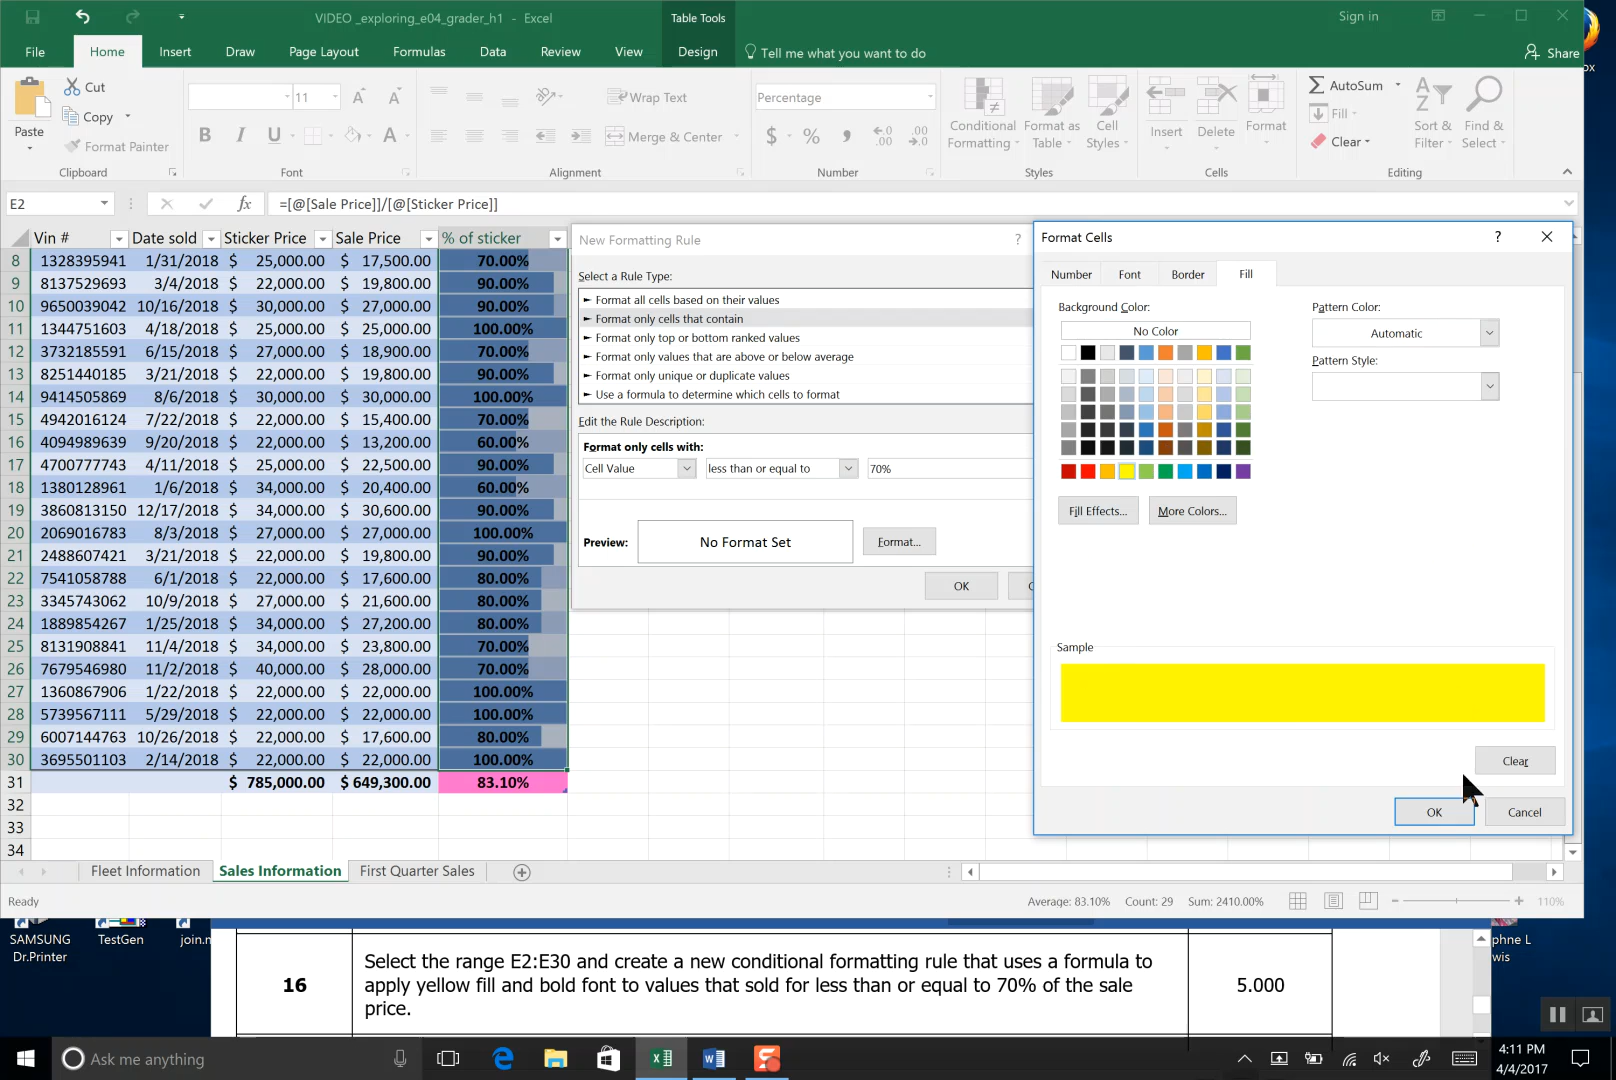 VIDEO _exploring_e04_grader_h1 - Excel
Table Tools
Sign in
File Home Insert Draw Page Layout Formulas Data Review View Design Tell me what you want to do Share
Paste Cut Copy Format Painter
11
Wrap Text Merge & Center
Percentage
Conditional Formatting Format as Table Cell Styles
Insert Delete Format
AutoSum Fill Clear
Sort & Filter Find & Select
Clipboard Font Alignment Number Styles Cells Editing
E2 fx =[@[Sale Price]]/[@[Sticker Price]]
Vin # Date sold Sticker Price Sale Price % of sticker
8 1328395941 1/31/2018 $ 25,000.00 $ 17,500.00 70.00%
9 8137529693 3/4/2018 $ 22,000.00 $ 19,800.00 90.00%
10 9650039042 10/16/2018 $ 30,000.00 $ 27,000.00 90.00%
11 1344751603 4/18/2018 $ 25,000.00 $ 25,000.00 100.00%
12 3732185591 6/15/2018 $ 27,000.00 $ 18,900.00 70.00%
13 8251440185 3/21/2018 $ 22,000.00 $ 19,800.00 90.00%
14 9414505869 8/6/2018 $ 30,000.00 $ 30,000.00 100.00%
15 4942016124 7/22/2018 $ 22,000.00 $ 15,400.00 70.00%
16 4094989639 9/20/2018 $ 22,000.00 $ 13,200.00 60.00%
17 4700777743 4/11/2018 $ 25,000.00 $ 22,500.00 90.00%
18 1380128961 1/6/2018 $ 34,000.00 $ 20,400.00 60.00%
19 3860813150 12/17/2018 $ 34,000.00 $ 30,600.00 90.00%
20 2069016783 8/3/2018 $ 27,000.00 $ 27,000.00 100.00%
21 2488607421 3/21/2018 $ 22,000.00 $ 19,800.00 90.00%
22 7541058788 6/1/2018 $ 22,000.00 $ 17,600.00 80.00%
23 3345743062 10/9/2018 $ 27,000.00 $ 21,600.00 80.00%
24 1889854267 1/25/2018 $ 34,000.00 $ 27,200.00 80.00%
25 8131908841 11/4/2018 $ 34,000.00 $ 23,800.00 70.00%
26 7679546980 11/2/2018 $ 40,000.00 $ 28,000.00 70.00%
27 1360867906 1/22/2018 $ 22,000.00 $ 22,000.00 100.00%
28 5739567111 5/29/2018 $ 22,000.00 $ 22,000.00 100.00%
29 6007144763 10/26/2018 $ 22,000.00 $ 17,600.00 80.00%
30 3695501103 2/14/2018 $ 22,000.00 $ 22,000.00 100.00%
31 $ 785,000.00 $ 649,300.00 83.10%
32
33
34
New Formatting Rule ?
Select a Rule Type:
► Format all cells based on their values
► Format only cells that contain
► Format only top or bottom ranked values
► Format only values that are above or below average
► Format only unique or duplicate values
► Use a formula to determine which cells to format
Edit the Rule Description:
Format only cells with:
Cell Value less than or equal to 70%
Preview: No Format Set Format...
OK
Format Cells ?
Number Font Border Fill
Background Color:
No Color
Fill Effects... More Colors...
Pattern Color:
Automatic
Pattern Style:
Sample
Clear
OK Cancel
Fleet Information Sales Information First Quarter Sales
Ready Average: 83.10% Count: 29 Sum: 2410.00% 110%
SAMSUNG
Dr.Printer
TestGen
join.n
phne L
wis
ox
16
Select the range E2:E30 and create a new conditional formatting rule that uses a formula to
apply yellow fill and bold font to values that sold for less than or equal to 70% of the sale
price.
5.000
Ask me anything
4:11 PM
4/4/2017